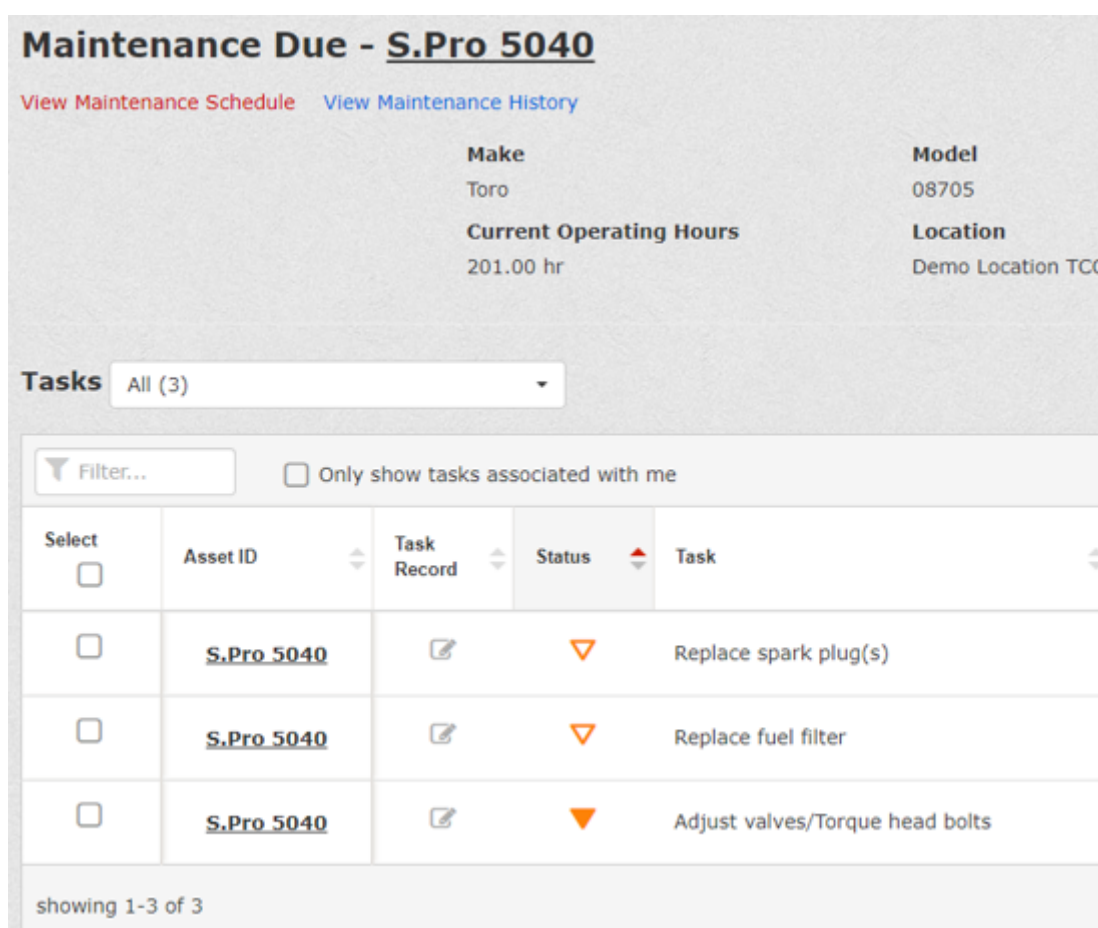 Maintenance Due - S.Pro 5040
View Maintenance Schedule View Maintenance History
Make Model
Toro 08705
Current Operating Hours Location
201.00 hr Demo Location TCC
Tasks All (3)
Filter... Only show tasks associated with me
Select Asset ID Task Record Status Task
S.Pro 5040 Replace spark plug(s)
S.Pro 5040 Replace fuel filter
S.Pro 5040 Adjust valves/Torque head bolts
showing 1-3 of 3